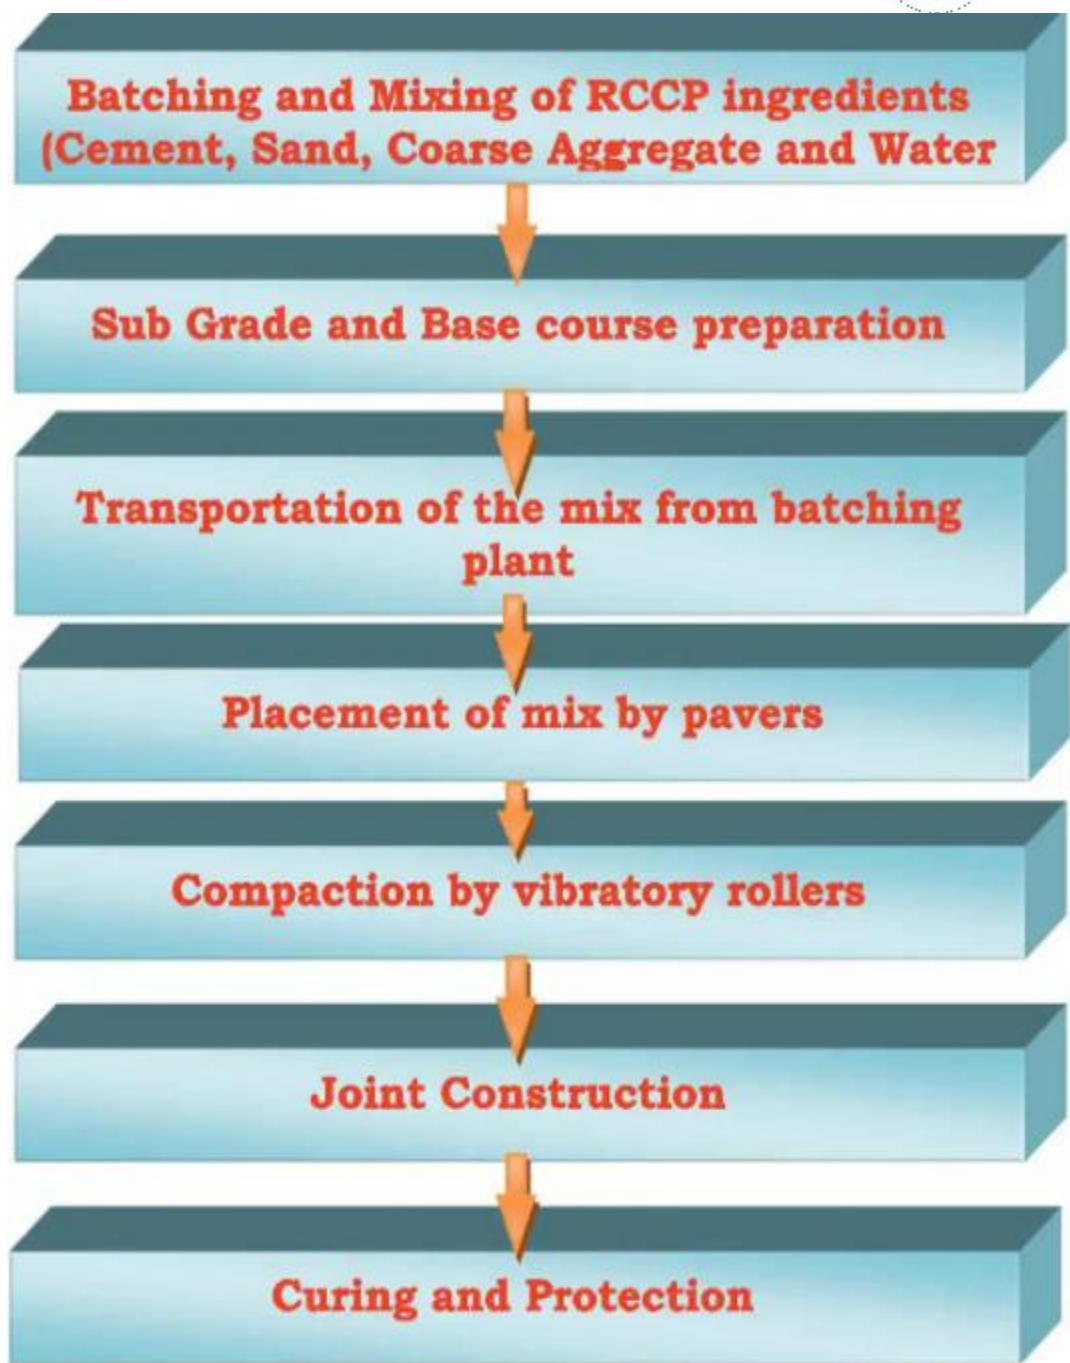 Batching and Mixing of RCCP ingredients
(Cement, Sand, Coarse Aggregate and Water
Sub Grade and Base course preparation
Transportation of the mix from batching
plant
Placement of mix by pavers
Compaction by vibratory rollers
Joint Construction
Curing and Protection